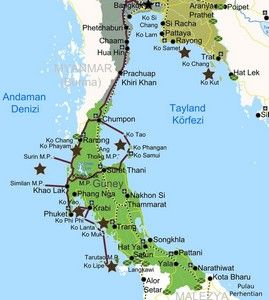 Bangkok
Aranya
Prathet
Phetchaburi
Ko Si
Chang
Si Racha
Pattaya
Poipet
Chaam
Rayong
Trat
Hua Hin
Ko Samet
Ko Chang
MYANMAR
(Burma)
Ko Kut
Hat Lek
Prachuap
Khiri Khan
Andaman
Denizi
Tayland
Körfezi
Chumpon
Ranong
Ko Chang
Ko Phayam
Ko Tao
Surin M.P.
Ang
Thong M.P.
Ko Phangan
Ko Samui
Similan M.P.
Surat Thani
Khao Lak
M.P.
Güney
Phang Nga
Nakhon Si
Thammarat
Krabi
Phuket
Ko Phi Phi
Ko Lanta
Ko Muk
Trang
Songkhla
Hat Yai
Pattani
Tarutao M.P.
Satun
Ko Lipe
Langkawi
Yala
Narathiwat
Kota Bharu
Alor
Setar
MALEZYA
Pulau
Perhentian